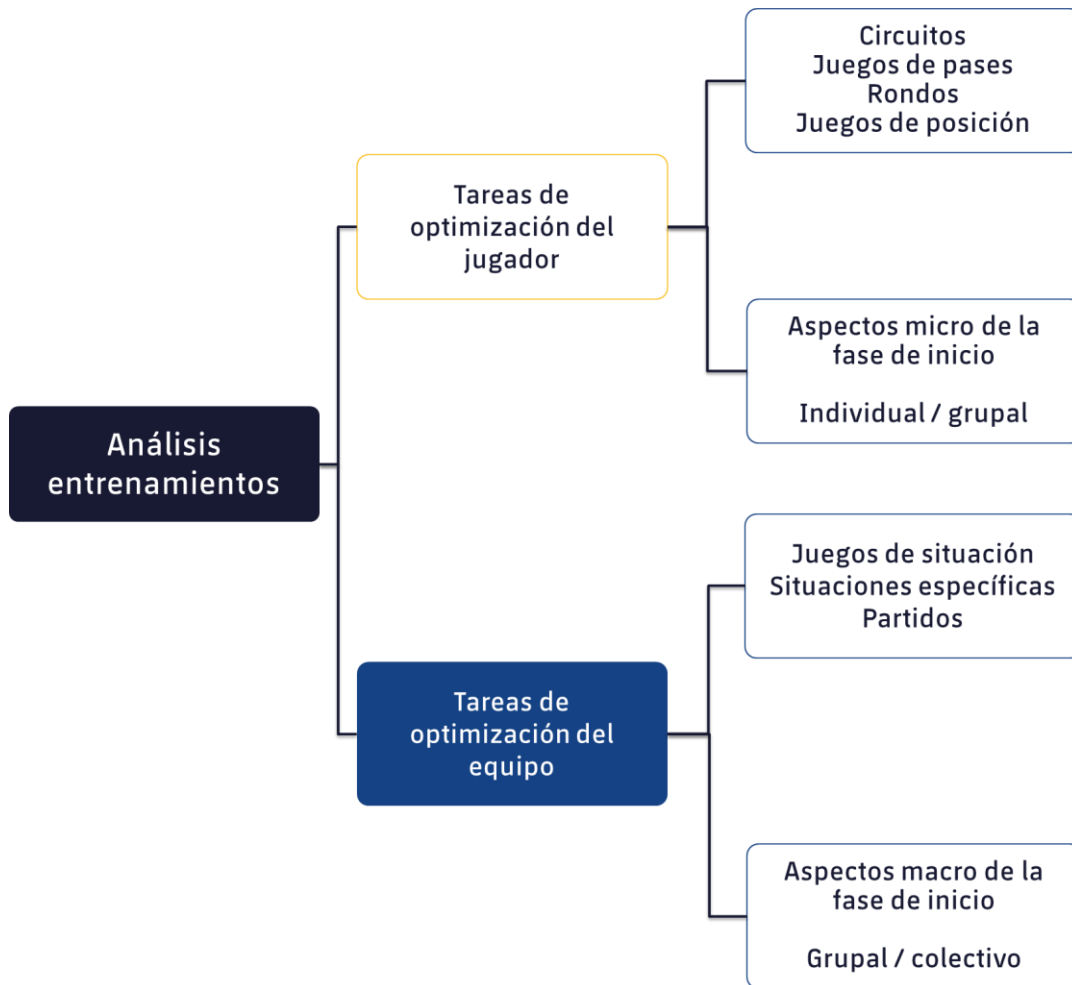 Circuitos
Juegos de pases
Rondos
Juegos de posición
Tareas de
optimización del
jugador
Aspectos micro de la
fase de inicio
Individual / grupal
Análisis
entrenamientos
Juegos de situación
Situaciones específicas
Partidos
Tareas de
optimización del
equipo
Aspectos macro de la
fase de inicio
Grupal / colectivo